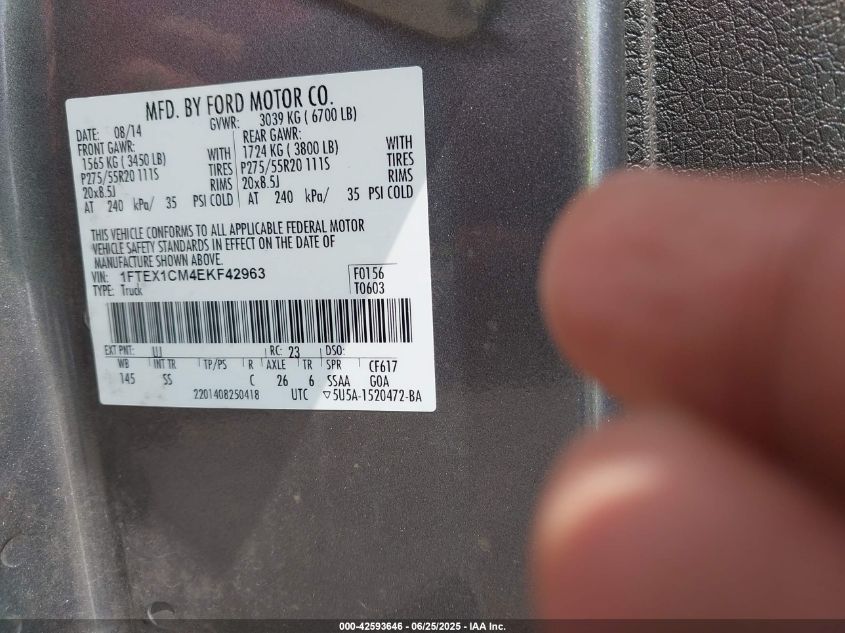 MFD. BY FORD MOTOR CO.
DATE: 08/14 GVWR: 3039 KG ( 6700 LB)
FRONT GAWR: REAR GAWR:
1565 KG ( 3450 LB) WITH 1724 KG ( 3800 LB) WITH
P275/55R20 111S TIRES P275/55R20 111S TIRES
20x8.5J RIMS 20x8.5J RIMS
AT 240 kPa/ 35 PSI COLD AT 240 kPa/ 35 PSI COLD
THIS VEHICLE CONFORMS TO ALL APPLICABLE FEDERAL MOTOR
VEHICLE SAFETY STANDARDS IN EFFECT ON THE DATE OF
MANUFACTURE SHOWN ABOVE.
VIN: 1FTEX1CM4EKF42963 F0156
TYPE: Truck T0603
EXT PNT: UJ RC: 23 DSO:
WB INT TR TP/PS R AXLE TR SPR CF617
145 SS C 26 6 SSAA GOA
2201408250418 UTC ▽5U5A-1520472-BA
000-42593646 / 06/25/2025 - IAA Inc.